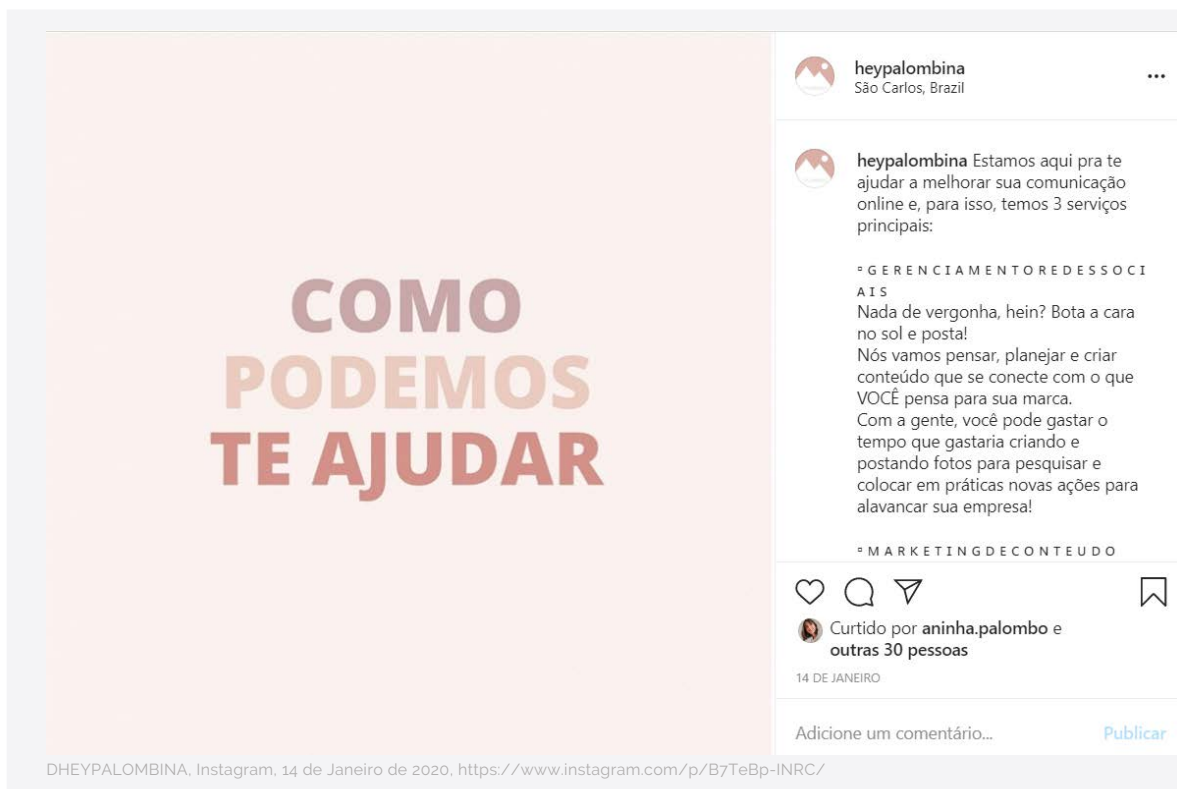 COMO
PODEMOS
TE AJUDAR
heypalombina
São Carlos, Brazil
heypalombina Estamos aqui pra te
ajudar a melhorar sua comunicação
online e, para isso, temos 3 serviços
principais:
▫GERENCIAMENTOREDESSOCI
AIS
Nada de vergonha, hein? Bota a cara
no sol e posta!
Nós vamos pensar, planejar e criar
conteúdo que se conecte com o que
VOCÊ pensa para sua marca.
Com a gente, você pode gastar o
tempo que gastaria criando e
postando fotos para pesquisar e
colocar em práticas novas ações para
alavancar sua empresa!
▫MARKETINGDECONTEUDO
Curtido por aninha.palombo e
outras 30 pessoas
14 DE JANEIRO
Adicione um comentário... Publicar
DHEYPALOMBINA, Instagram, 14 de Janeiro de 2020, https://www.instagram.com/p/B7TeBp-INRC/